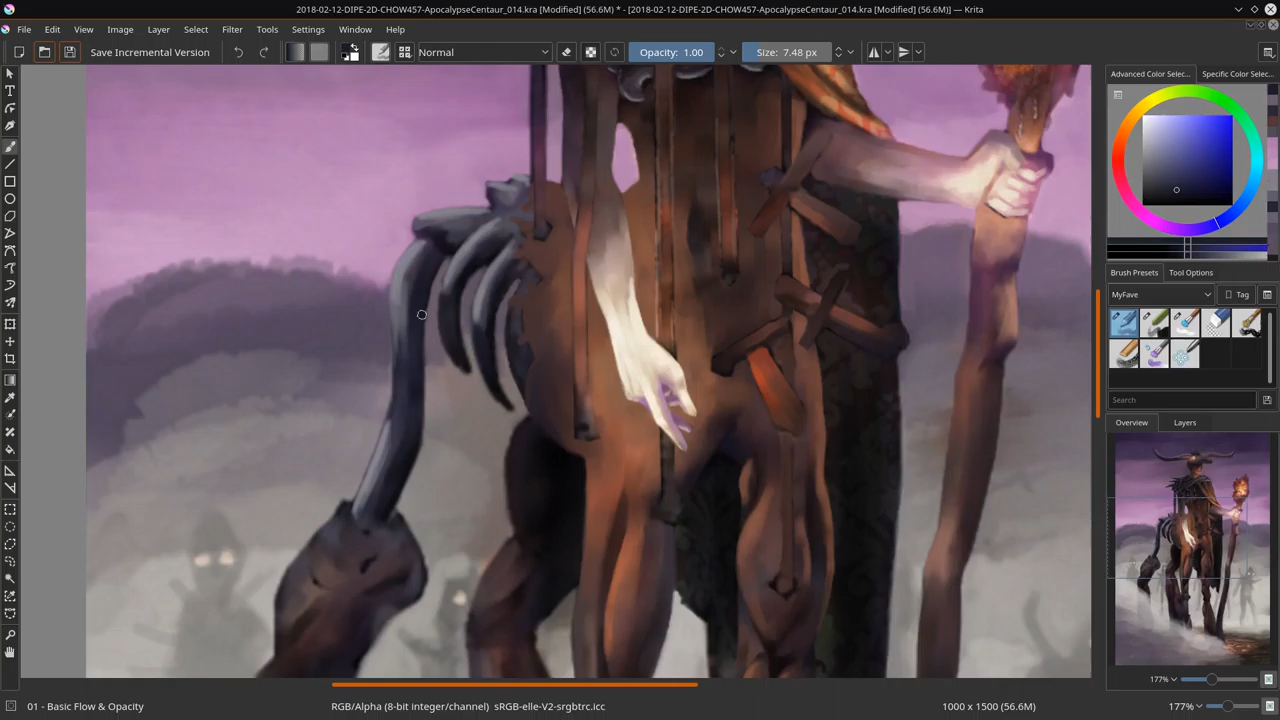 2018-02-12-DIPE-2D-CHOW457-ApocalypseCentaur_014.kra [Modified] (56.6M) * - [2018-02-12-DIPE-2D-CHOW457-ApocalypseCentaur_014.kra [Modified] (56.6M)] — Krita
File Edit View Image Layer Select Filter Tools Settings Window Help
Save Incremental Version Normal Opacity: 1.00 Size: 7.48 px
Advanced Color Selec... Specific Color Selec...
Brush Presets Tool Options
MyFave Tag
Search
Overview Layers
177%
01 - Basic Flow & Opacity RGB/Alpha (8-bit integer/channel) sRGB-elle-V2-srgbtrc.icc 1000 x 1500 (56.6M) 177%